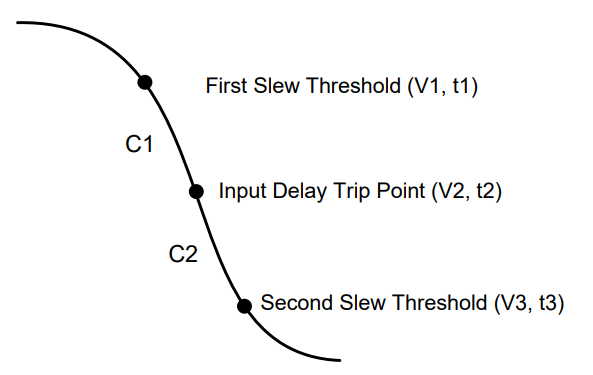 First Slew Threshold (V1, t1)
C1
Input Delay Trip Point (V2, t2)
C2
Second Slew Threshold (V3, t3)